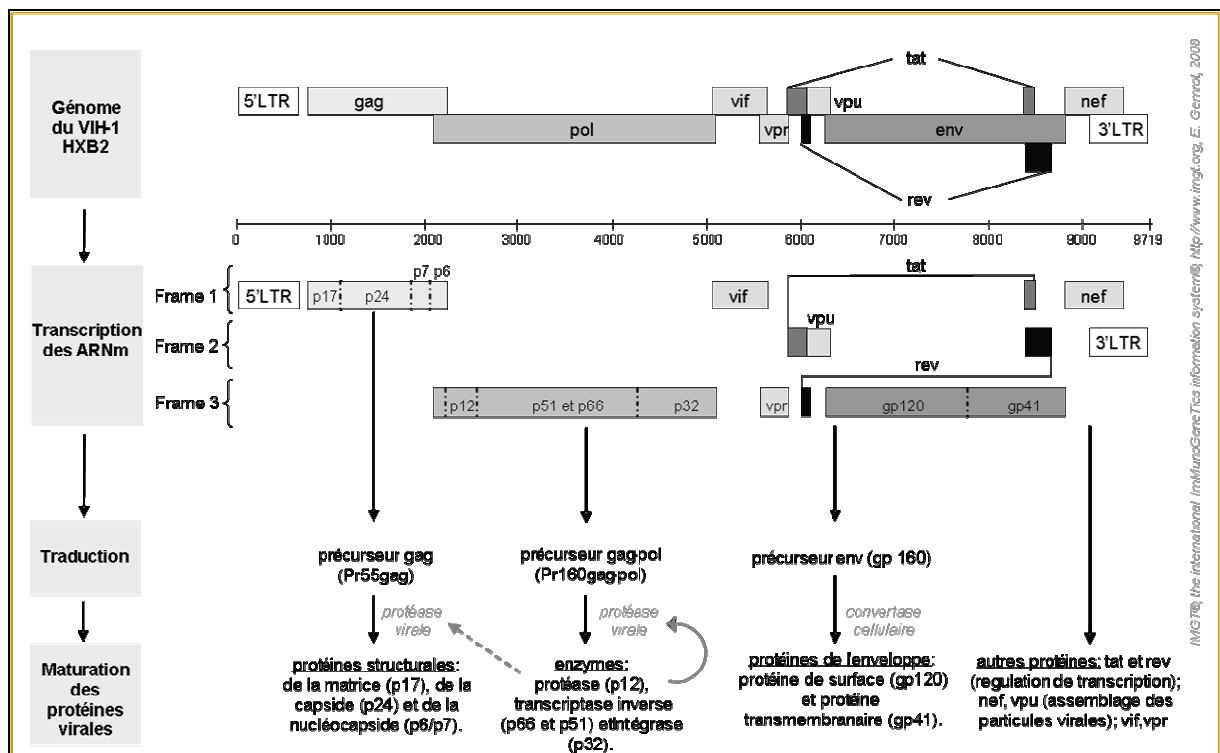 Génome
du VIH-1
HXB2
tat
5'LTR
gag
vif
vpu
nef
pol
vpr
env
3'LTR
rev
0
1000
2000
3000
4000
5000
6000
7000
8000
9000
9719
Transcription
des ARNm
Frame 1
5'LTR
p17
p24
p7
p6
vif
tat
nef
Frame 2
vpu
3'LTR
rev
Frame 3
p12
p51 et p66
p32
vpr
gp120
gp41
Traduction
précurseur gag
(Pr55gag)
précurseur gag-pol
(Pr160gag-pol)
précurseur env (gp 160)
protéase
virale
protéase
virale
convertase
cellulaire
Maturation
des
protéines
virales
protéines structurales:
de la matrice (p17), de la
capside (p24) et de la
nucléocapside (p6/p7).
enzymes:
protéase (p12),
transcriptase inverse
(p66 et p51) etintégrase
(p32).
protéines de lenveloppe:
protéine de surface (gp120)
et protéine
transmembranaire (gp41).
autres protéines: tat et rev
(regulation de transcription);
nef, vpu (assemblage des
particules virales); vif,vpr
IMGT®, the international ImMunoGeneTics information system®, http://www.imgt.org, E. Gemrot, 2008